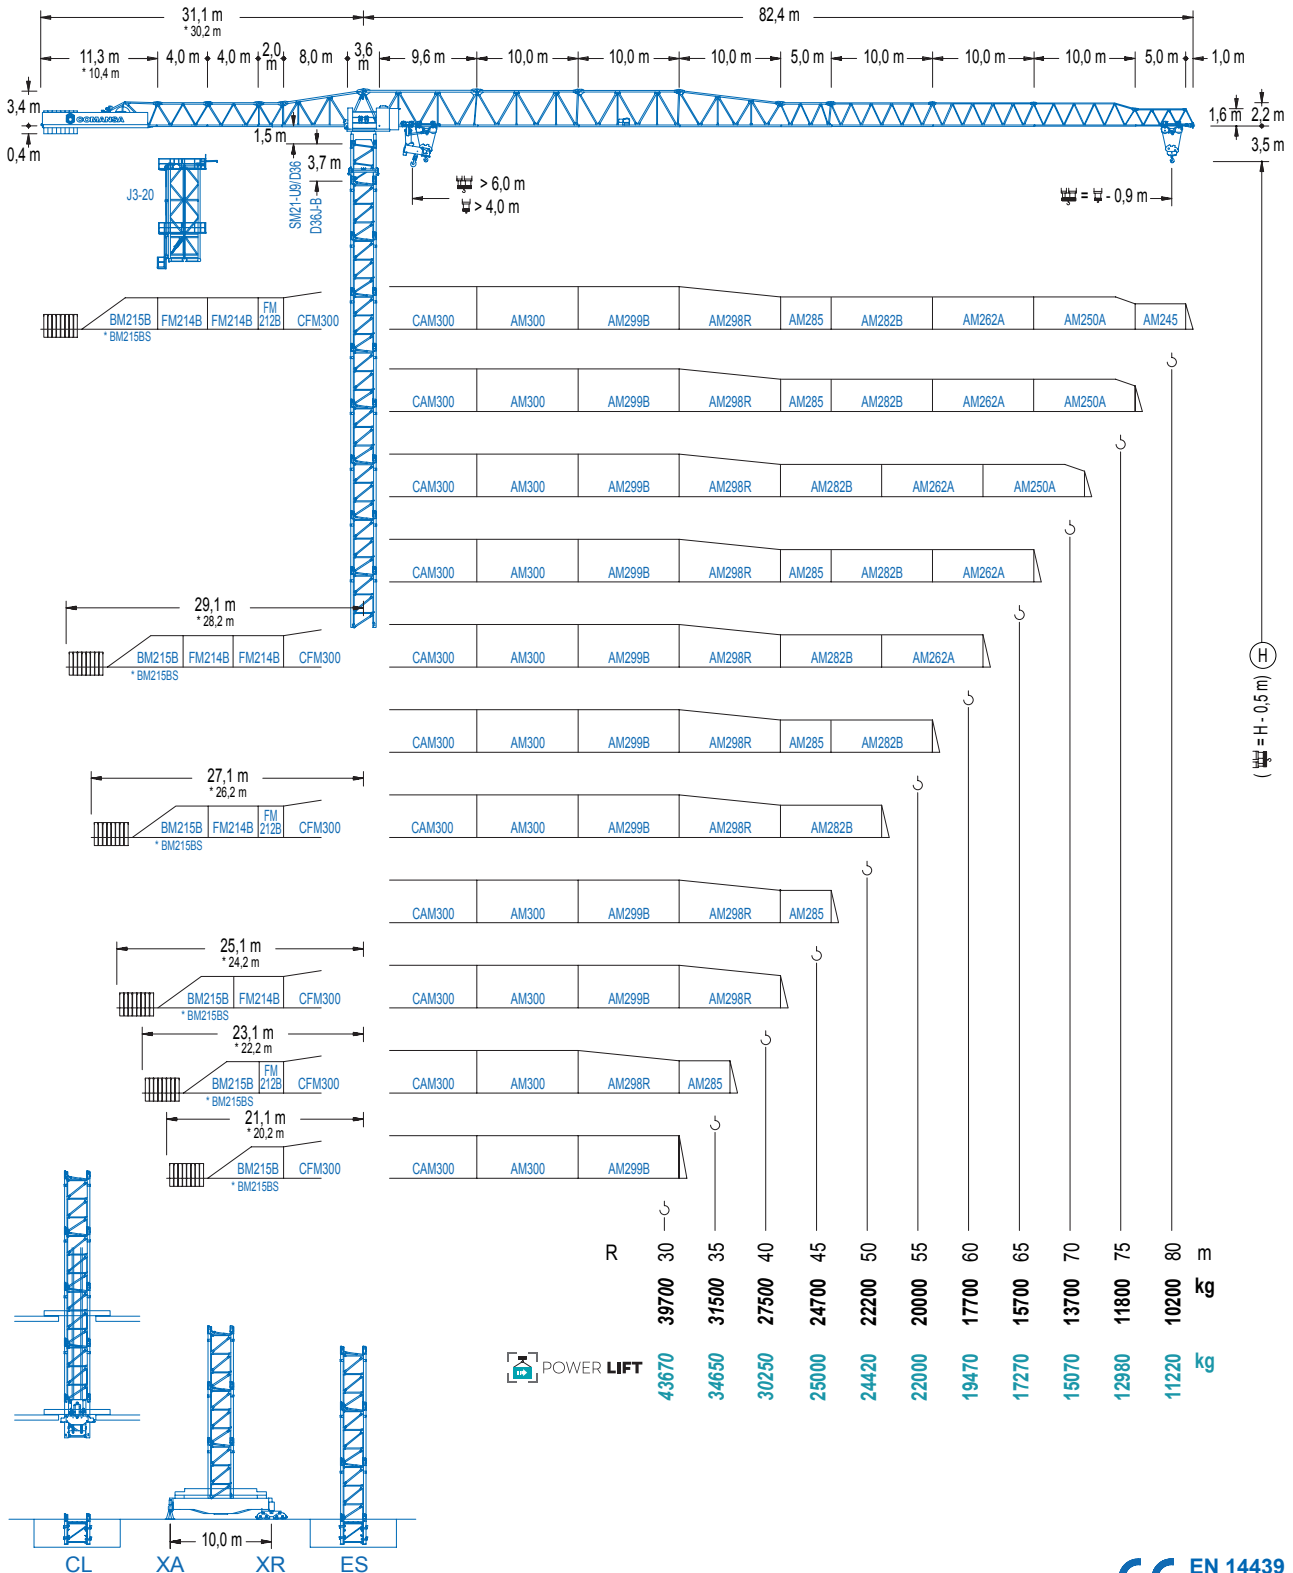 31,1 m
* 30,2 m
82,4 m
11,3 m
* 10,4 m
4,0 m
4,0 m
2,0 m
8,0 m
3,6 m
9,6 m
10,0 m
10,0 m
10,0 m
5,0 m
10,0 m
10,0 m
10,0 m
5,0 m
1,0 m
3,4 m
COMANSA
0,4 m
1,5 m
3,7 m
SM21-U9/D36
D36J-B
J3-20
> 6,0 m
> 4,0 m
= - 0,9 m
1,6 m
2,2 m
3,5 m
BM215B FM214B FM214B FM 212B CFM300
* BM215BS
CAM300 AM300 AM299B AM298R AM285 AM282B AM262A AM250A AM245
CAM300 AM300 AM299B AM298R AM285 AM282B AM262A AM250A
CAM300 AM300 AM299B AM298R AM282B AM262A AM250A
CAM300 AM300 AM299B AM298R AM285 AM282B AM262A
29,1 m
* 28,2 m
BM215B FM214B FM214B CFM300
* BM215BS
CAM300 AM300 AM299B AM298R AM282B AM262A
H
( = H - 0,5 m)
CAM300 AM300 AM299B AM298R AM285 AM282B
27,1 m
* 26,2 m
BM215B FM214B FM 212B CFM300
* BM215BS
CAM300 AM300 AM299B AM298R AM282B
CAM300 AM300 AM299B AM298R AM285
25,1 m
* 24,2 m
BM215B FM214B CFM300
* BM215BS
CAM300 AM300 AM299B AM298R
23,1 m
* 22,2 m
BM215B FM 212B CFM300
* BM215BS
CAM300 AM300 AM298R AM285
21,1 m
* 20,2 m
BM215B CFM300
* BM215BS
CAM300 AM300 AM299B
R 30 35 40 45 50 55 60 65 70 75 80 m
39700 31500 27500 24700 22200 20000 17700 15700 13700 11800 10200 kg
POWER LIFT 43670 34650 30250 25000 24420 22000 19470 17270 15070 12980 11220 kg
10,0 m
CL XA XR ES
CE EN 14439